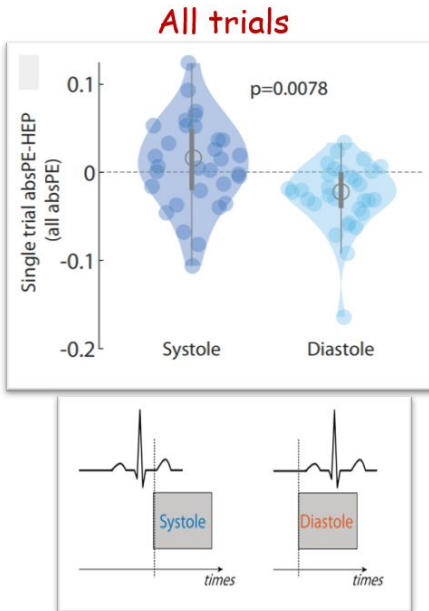 All trials
Single trial absPE-HEP
(all absPE)
0.1
0
-0.1
-0.2
p=0.0078
Systole
Diastole
Systole
Diastole
times
times